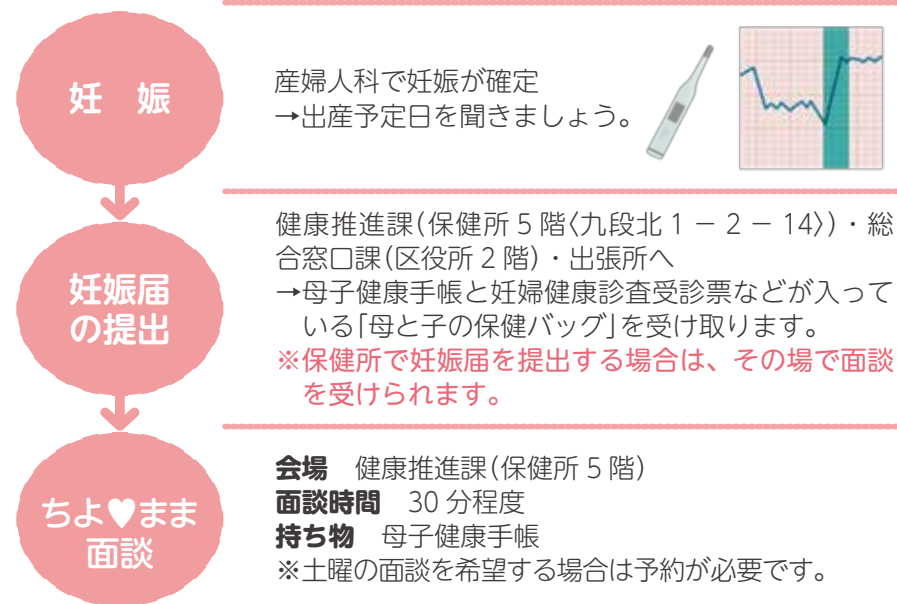 妊 娠
産婦人科で妊娠が確定
→出産予定日を聞きましょう。
妊娠届
の提出
健康推進課(保健所5階〈九段北1-2-14〉)・総
合窓口課(区役所2階)・出張所へ
→母子健康手帳と妊婦健康診査受診票などが入って
いる「母と子の保健バッグ」を受け取ります。
※保健所で妊娠届を提出する場合は、その場で面談
を受けられます。
ちよ♥まま
面談
会場 健康推進課(保健所5階)
面談時間 30分程度
持ち物 母子健康手帳
※土曜の面談を希望する場合は予約が必要です。